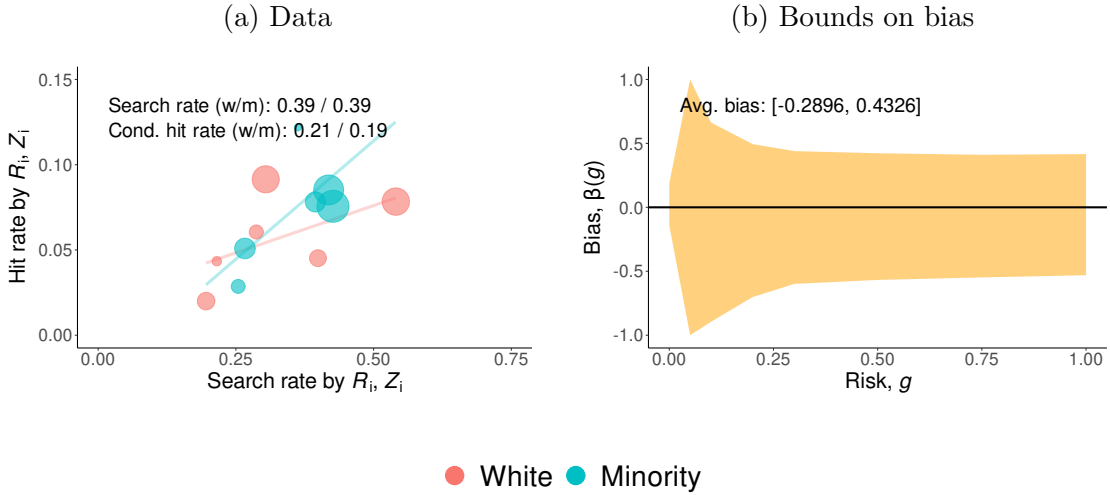 (a) Data
0.15
0.10
0.05
0.00
Hit rate by Ri, Zi
Search rate (w/m): 0.39 / 0.39
Cond. hit rate (w/m): 0.21 / 0.19
0.00 0.25 0.50 0.75
Search rate by Ri, Zi
(b) Bounds on bias
1.0
0.5
0.0
-0.5
-1.0
Bias, β(g)
Avg. bias: [-0.2896, 0.4326]
0.00 0.25 0.50 0.75 1.00
Risk, g
White Minority